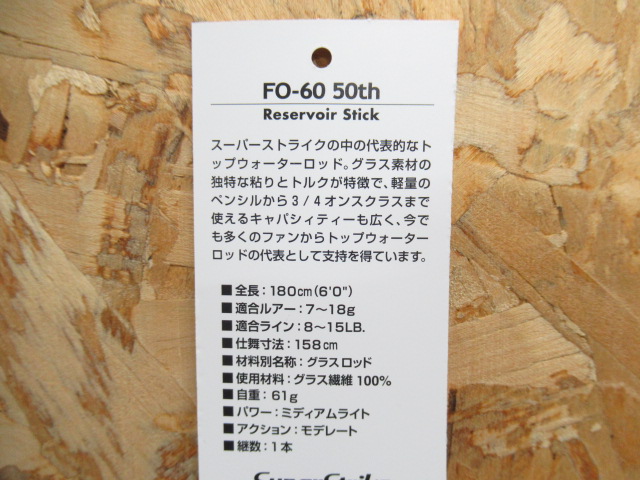 FO-60 50th
Reservoir Stick
スーパーストライクの中の代表的なト
ップウォーターロッド。グラス素材の
独特な粘りとトルクが特徴で、軽量の
ペンシルから3/4オンスクラスまで
使えるキャパシィティーも広く、今で
も多くのファンからトップウォーター
ロッドの代表として支持を得ています。
■全長：180cm(6'0")
■適合ルアー：7〜18g
■適合ライン：8〜15LB.
■仕舞寸法：158cm
■材料別名称：グラスロッド
■使用材料：グラス繊維100%
■自重：61g
■パワー：ミディアムライト
■アクション：モデレート
■継数：1本
SuperStrike